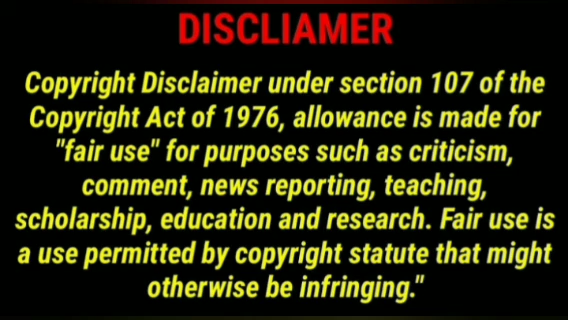 DISCLIAMER
Copyright Disclaimer under section 107 of the
Copyright Act of 1976, allowance is made for
"fair use" for purposes such as criticism,
comment, news reporting, teaching,
scholarship, education and research. Fair use is
a use permitted by copyright statute that might
otherwise be infringing."